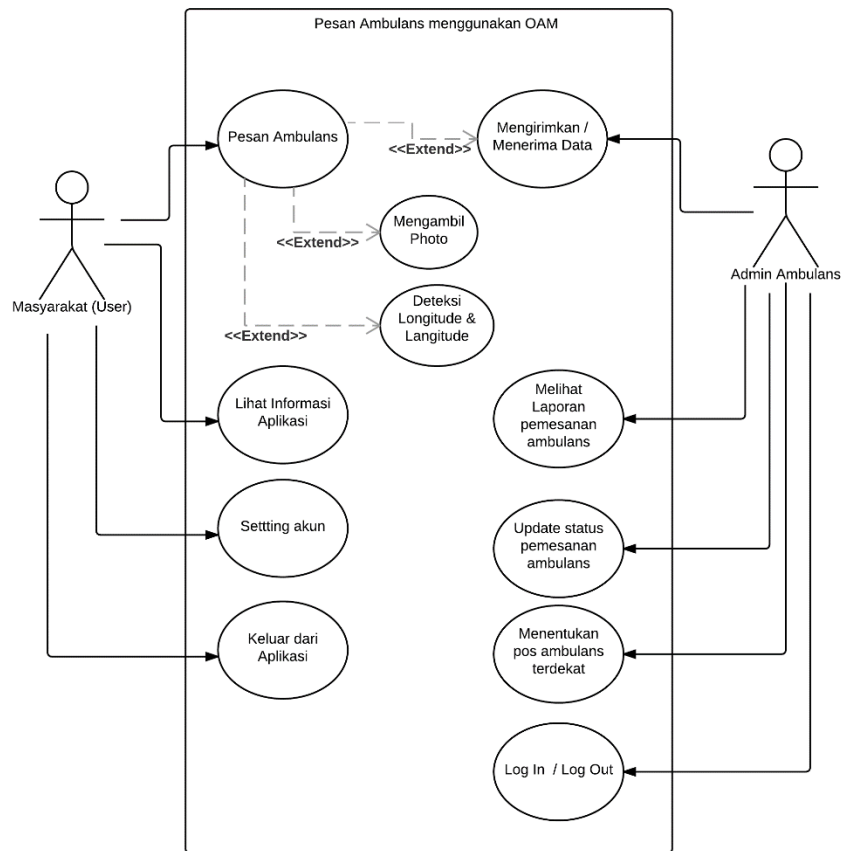 Pesan Ambulans menggunakan OAM
Pesan Ambulans
<<Extend>>
Mengirimkan /
Menerima Data
<<Extend>>
Mengambil
Photo
<<Extend>>
Deteksi
Longitude &
Langitude
Masyarakat (User)
Admin Ambulans
Lihat Informasi
Aplikasi
Melihat
Laporan
pemesanan
ambulans
Settting akun
Update status
pemesanan
ambulans
Keluar dari
Aplikasi
Menentukan
pos ambulans
terdekat
Log In / Log Out